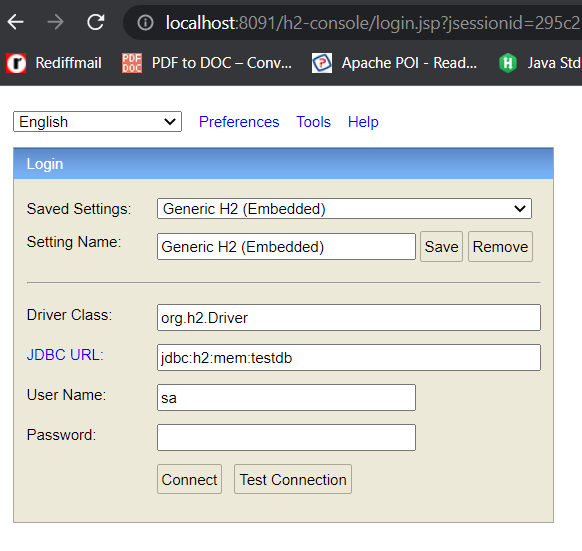 localhost:8091/h2-console/login.jsp?jsessionid=295c2
Rediffmail PDF DOC PDF to DOC – Conv... Apache POI - Read... Java Std
English Preferences Tools Help
Login
Saved Settings: Generic H2 (Embedded)
Setting Name: Generic H2 (Embedded) Save Remove
Driver Class: org.h2.Driver
JDBC URL: jdbc:h2:mem:testdb
User Name: sa
Password:
Connect Test Connection